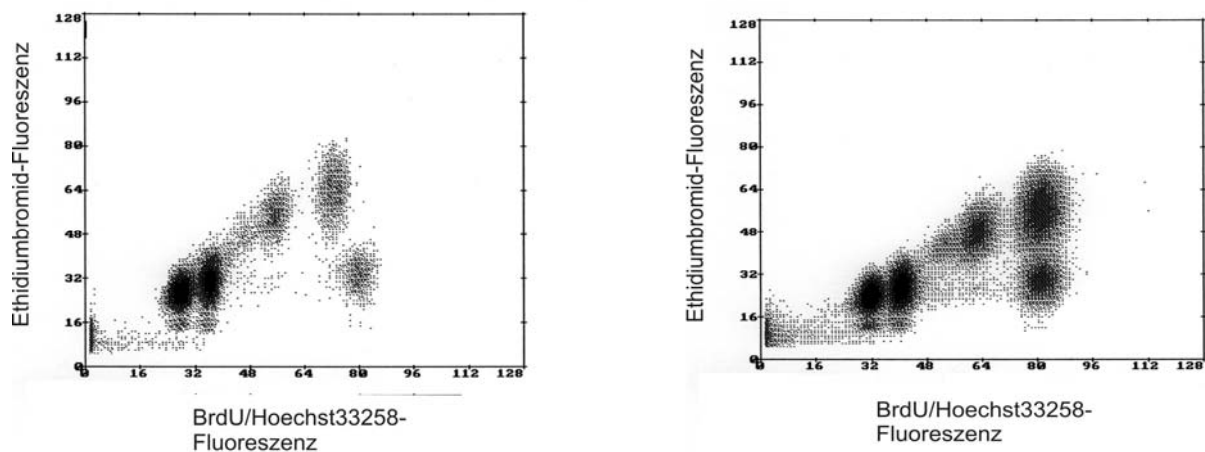 128
112
96
80
64
48
32
16
0
0 16 32 48 64 80 96 112 128
Ethidiumbromid-Fluoreszenz
BrdU/Hoechst33258-
Fluoreszenz
128
112
96
80
64
48
32
16
0
0 16 32 48 64 80 96 112 128
Ethidiumbromid-Fluoreszenz
BrdU/Hoechst33258-
Fluoreszenz